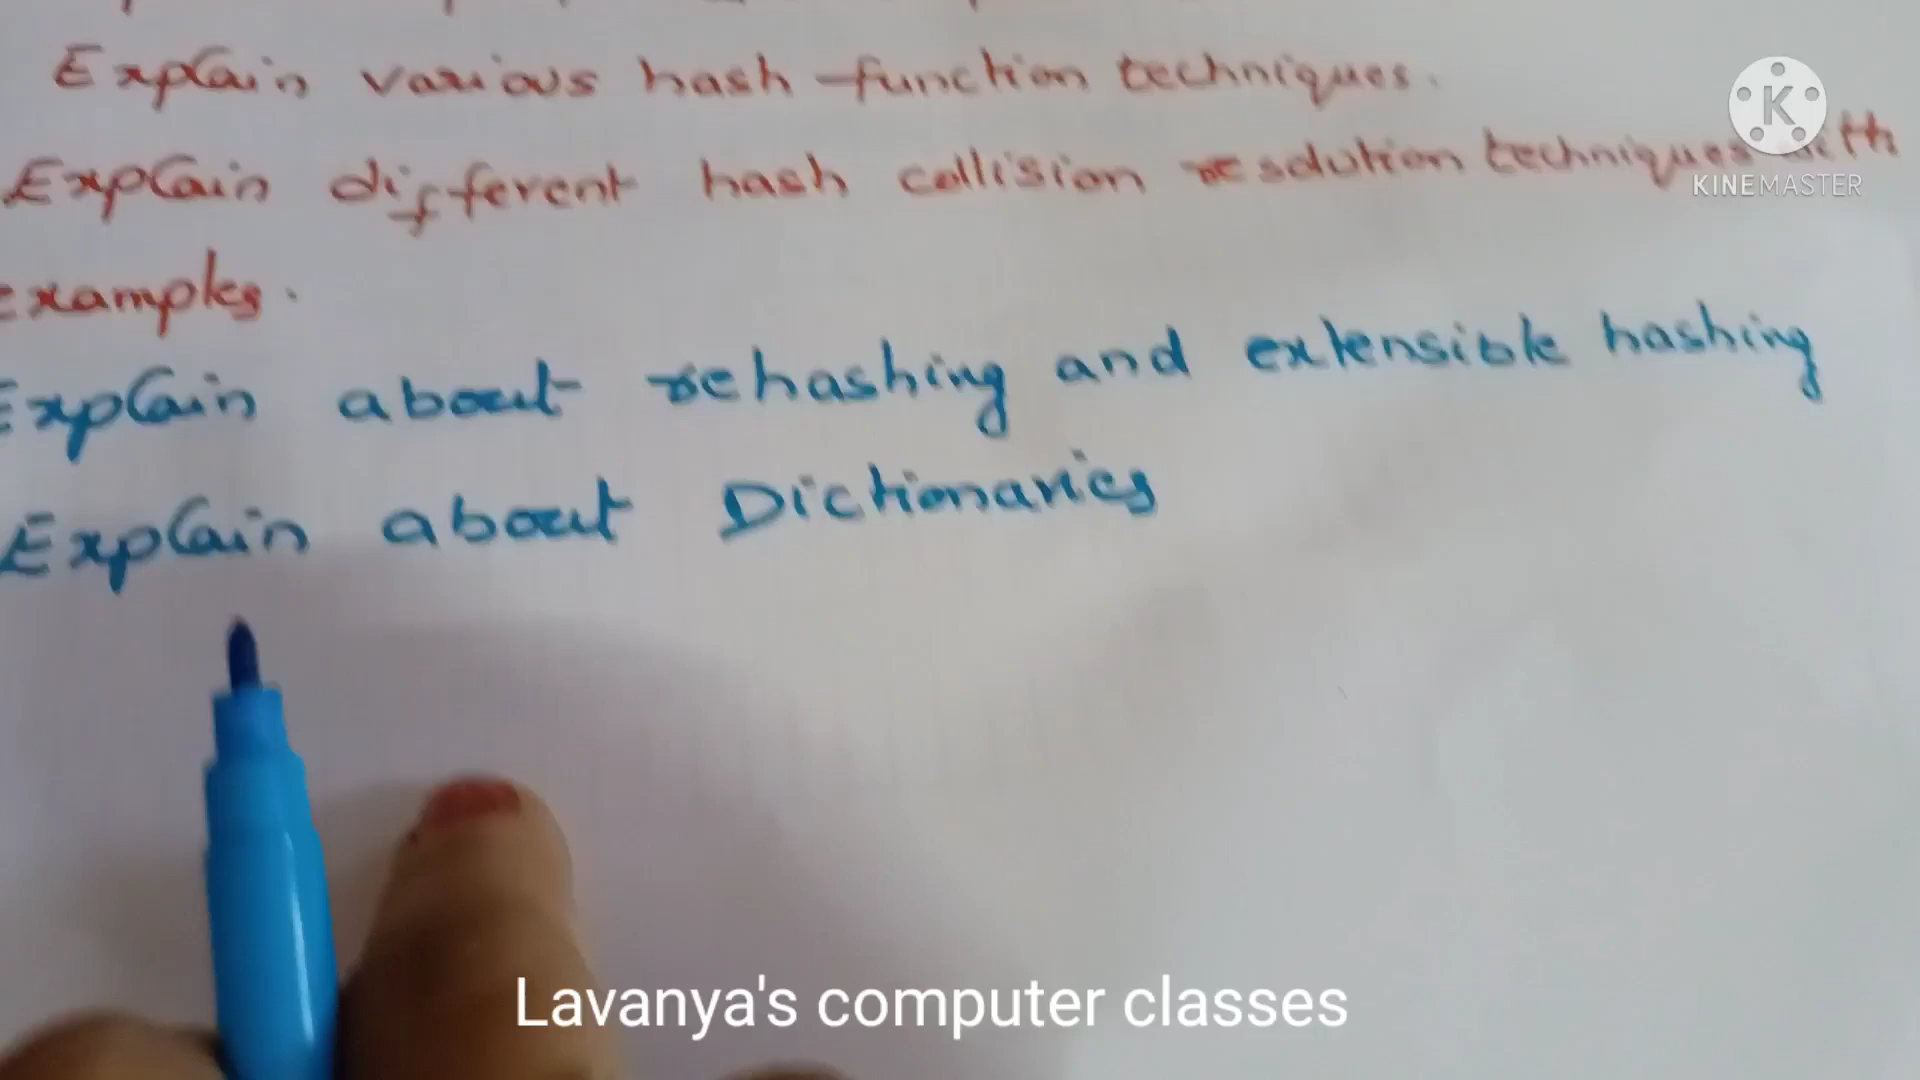 Explain various hash function techniques.
Explain different hash collision resolution techniques with
examples.
Explain about rehashing and extensible hashing
Explain about Dictionaries
K
KINEMASTER
Lavanya's computer classes